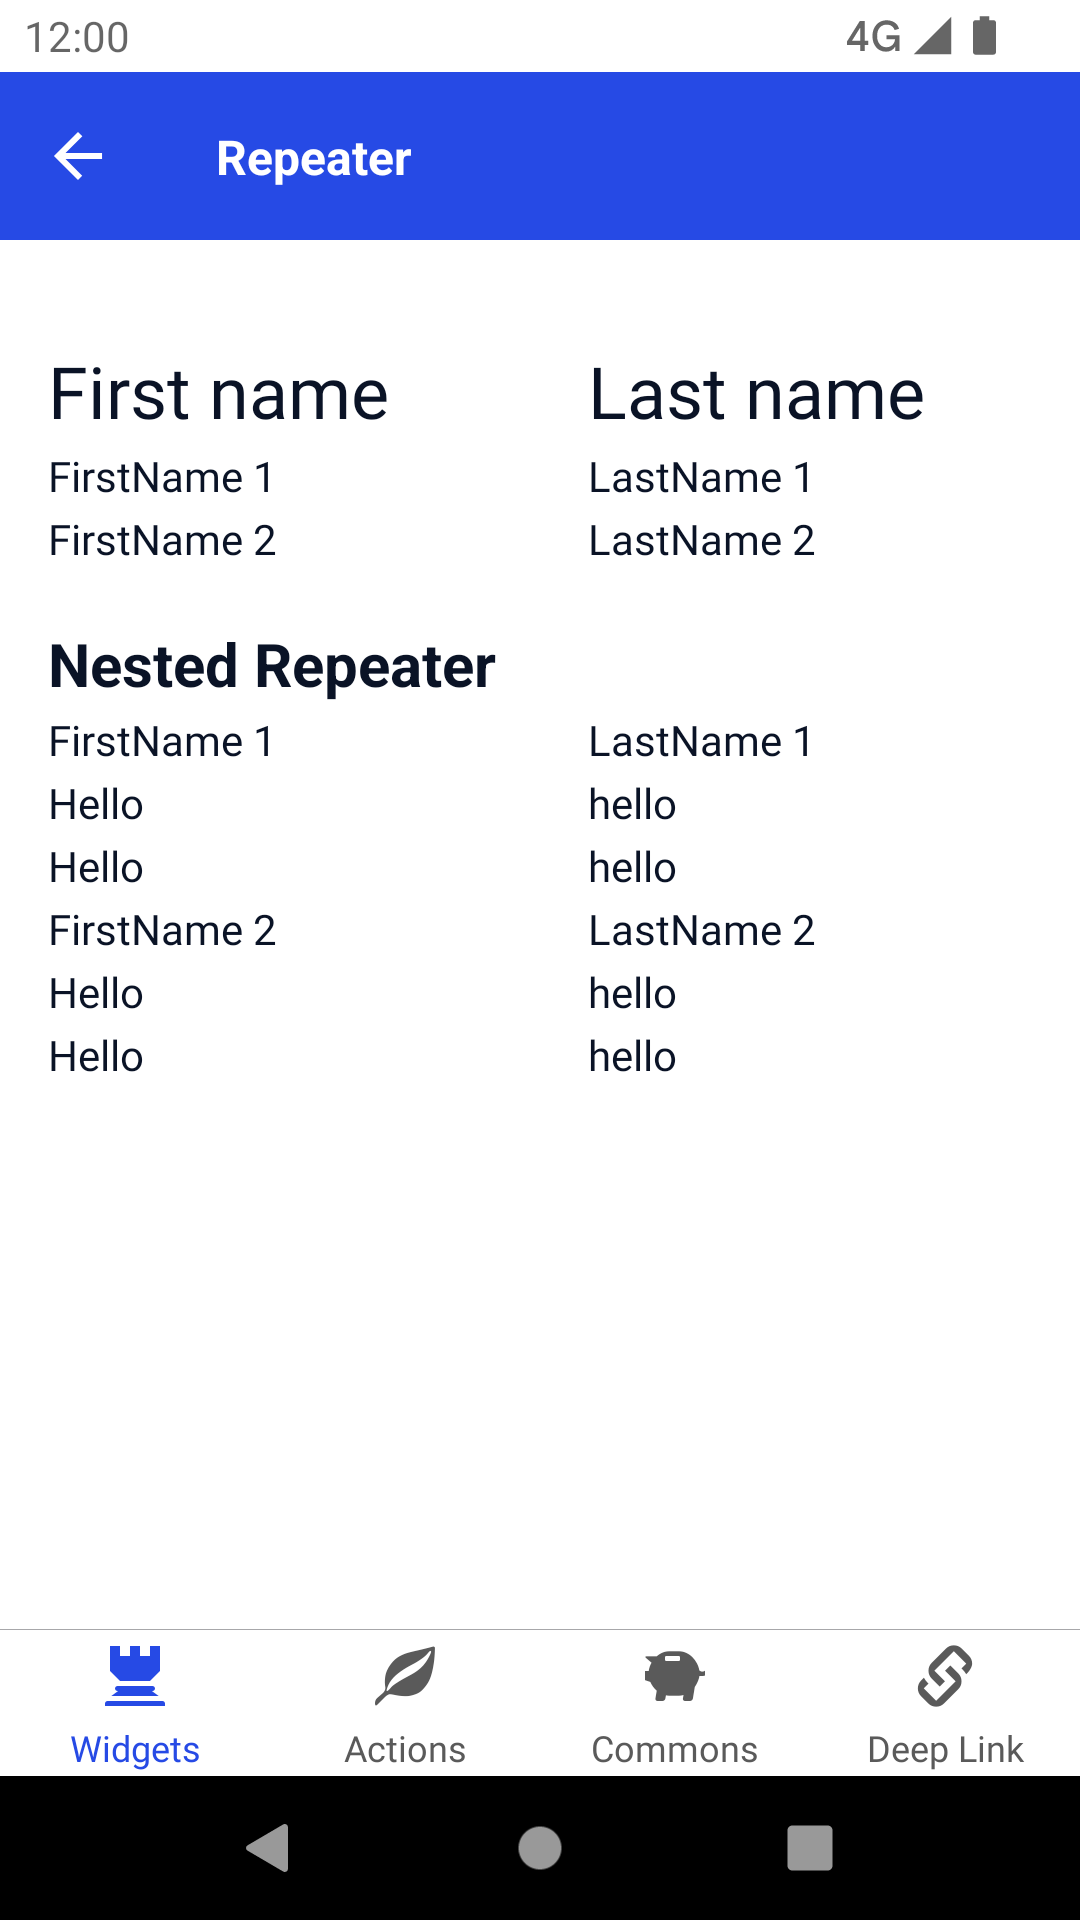 12:00 4G
Repeater
First name Last name
FirstName 1 LastName 1
FirstName 2 LastName 2
Nested Repeater
FirstName 1 LastName 1
Hello hello
Hello hello
FirstName 2 LastName 2
Hello hello
Hello hello
Widgets Actions Commons Deep Link